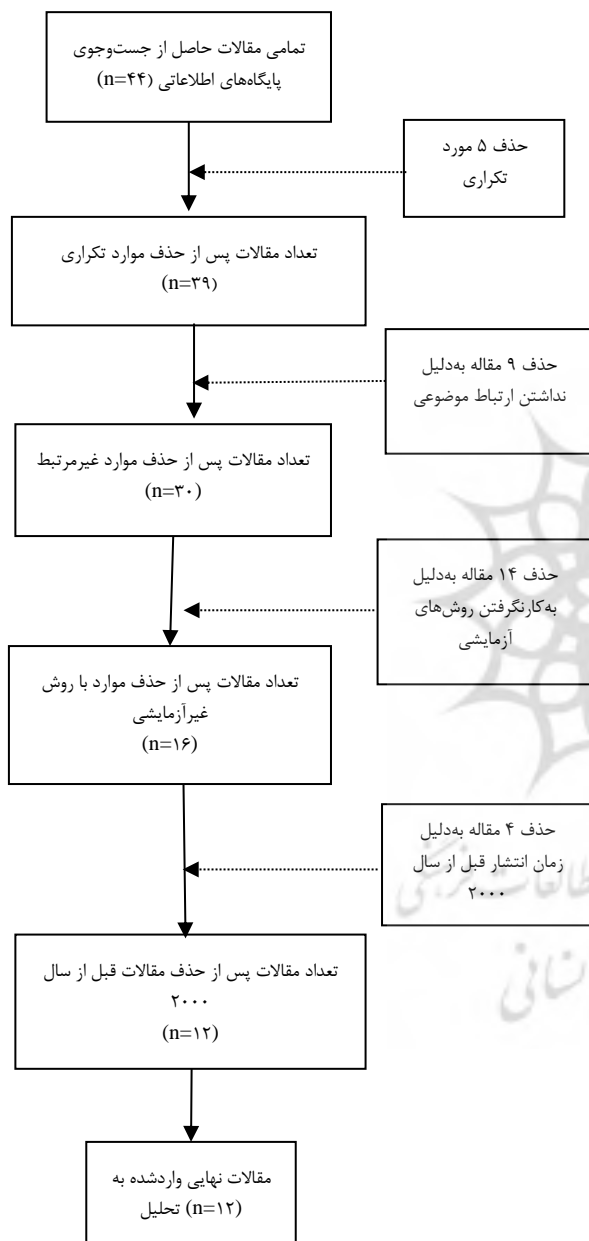 تمامی مقالات حاصل از جست‌وجوی
پایگاه‌های اطلاعاتی (n=۴۴)
حذف ۵ مورد
تکراری
تعداد مقالات پس از حذف موارد تکراری
(n=۳۹)
حذف ۹ مقاله به‌دلیل
نداشتن ارتباط موضوعی
تعداد مقالات پس از حذف موارد غیرمرتبط
(n=۳۰)
حذف ۱۴ مقاله به‌دلیل
به‌کارنگرفتن روش‌های
آزمایشی
تعداد مقالات پس از حذف موارد با روش
غیرآزمایشی
(n=۱۶)
حذف ۴ مقاله به‌دلیل
زمان انتشار قبل از سال
۲۰۰۰
تعداد مقالات پس از حذف مقالات قبل از سال
۲۰۰۰
(n=۱۲)
مقالات نهایی واردشده به
تحلیل (n=۱۲)